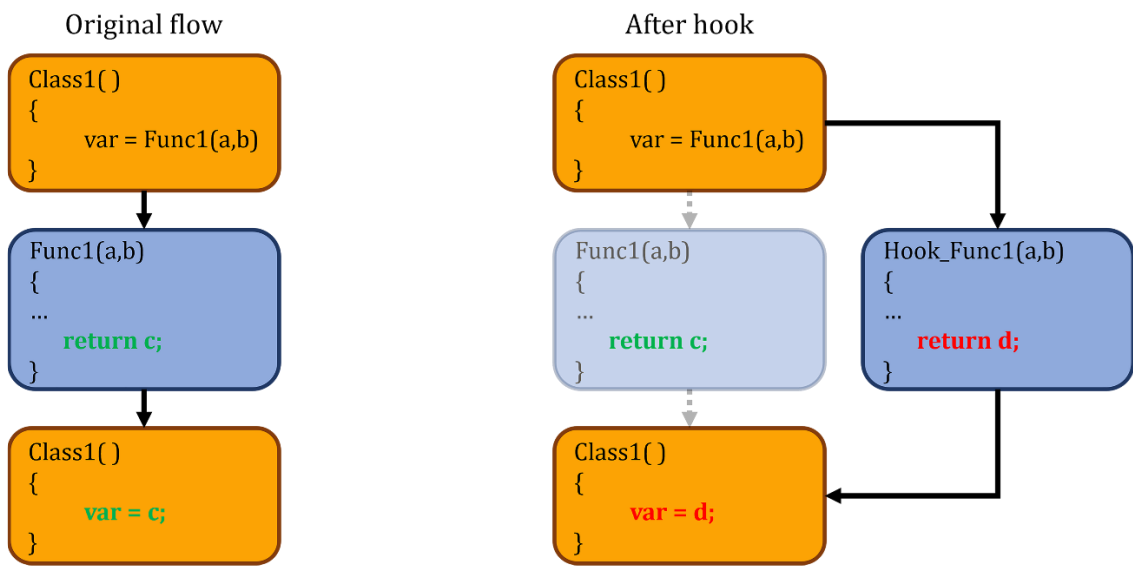 Original flow
Class1( )
{
var = Func1(a,b)
}
Func1(a,b)
{
...
return c;
}
Class1( )
{
var = c;
}
After hook
Class1( )
{
var = Func1(a,b)
}
Func1(a,b)
{
...
return c;
}
Hook_Func1(a,b)
{
...
return d;
}
Class1( )
{
var = d;
}